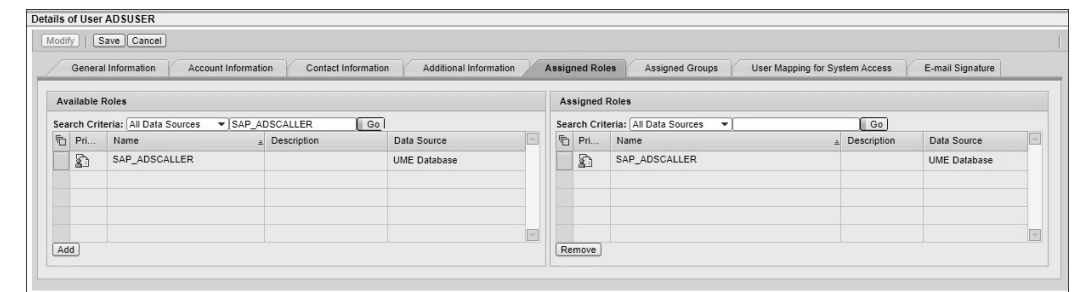 Details of User ADSUSER
Modify Save Cancel
General Information Account Information Contact Information Additional Information Assigned Roles Assigned Groups User Mapping for System Access E-mail Signature
Available Roles
Search Criteria: All Data Sources SAP_ADSCALLER Go
Pri... Name Description Data Source
SAP_ADSCALLER UME Database
Add
Assigned Roles
Search Criteria: All Data Sources Go
Pri... Name Description Data Source
SAP_ADSCALLER UME Database
Remove